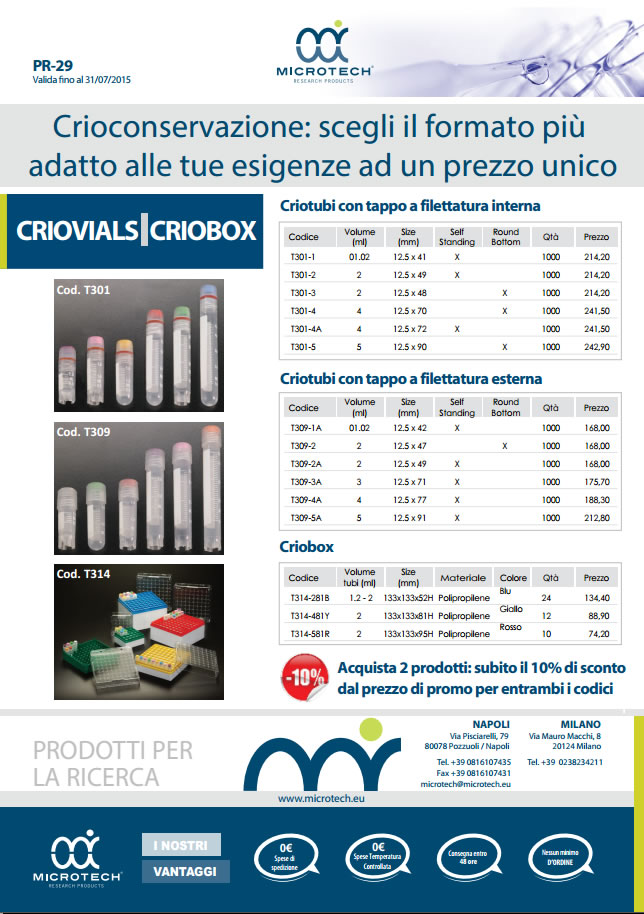 PR-29
Valida fino al 31/07/2015
MICROTECH®
RESEARCH PRODUCTS
Crioconservazione: scegli il formato più
adatto alle tue esigenze ad un prezzo unico
CRIOVIALS|CRIOBOX
Cod. T301
Cod. T309
Cod. T314
Criotubi con tappo a filettatura interna
Codice Volume (ml) Size (mm) Self Standing Round Bottom Qtà Prezzo
T301-1 01.02 12.5 x 41 X 1000 214,20
T301-2 2 12.5 x 49 X 1000 214,20
T301-3 2 12.5 x 48 X 1000 214,20
T301-4 4 12.5 x 70 X 1000 241,50
T301-4A 4 12.5 x 72 X 1000 241,50
T301-5 5 12.5 x 90 X 1000 242,90
Criotubi con tappo a filettatura esterna
Codice Volume (ml) Size (mm) Self Standing Round Bottom Qtà Prezzo
T309-1A 01.02 12.5 x 42 X 1000 168,00
T309-2 2 12.5 x 47 X 1000 168,00
T309-2A 2 12.5 x 49 X 1000 168,00
T309-3A 3 12.5 x 71 X 1000 175,70
T309-4A 4 12.5 x 77 X 1000 188,30
T309-5A 5 12.5 x 91 X 1000 212,80
Criobox
Codice Volume tubi (ml) Size (mm) Materiale Colore Qtà Prezzo
T314-281B 1.2 - 2 133x133x52H Polipropilene Blu 24 134,40
T314-481Y 2 133x133x81H Polipropilene Giallo 12 88,90
T314-581R 2 133x133x95H Polipropilene Rosso 10 74,20
-10%
Acquista 2 prodotti: subito il 10% di sconto
dal prezzo di promo per entrambi i codici
PRODOTTI PER
LA RICERCA
www.microtech.eu
NAPOLI
Via Pisciarelli, 79
80078 Pozzuoli / Napoli
Tel. +39 0816107435
Fax +39 0816107431
microtech@microtech.eu
MILANO
Via Mauro Macchi, 8
20124 Milano
Tel. +39 0238234211
MICROTECH®
RESEARCH PRODUCTS
I NOSTRI
VANTAGGI
0€
Spese di
spedizione
0€
Spese Temperatura
Controllata
Consegna entro
48 ore
Nessun minimo
D'ORDINE